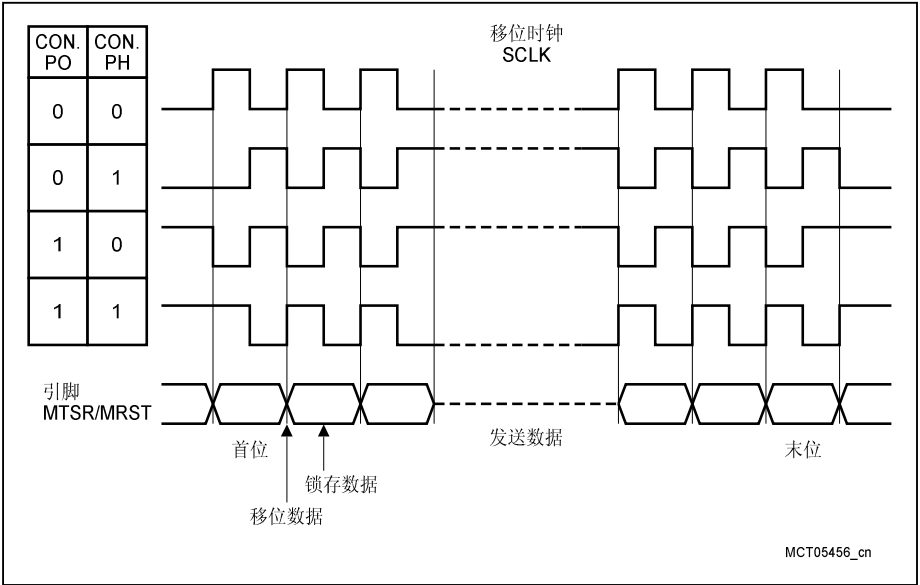 CON. PO
CON. PH
移位时钟
SCLK
0 0
0 1
1 0
1 1
引脚
MTSR/MRST
首位
发送数据
末位
锁存数据
移位数据
MCT05456_cn